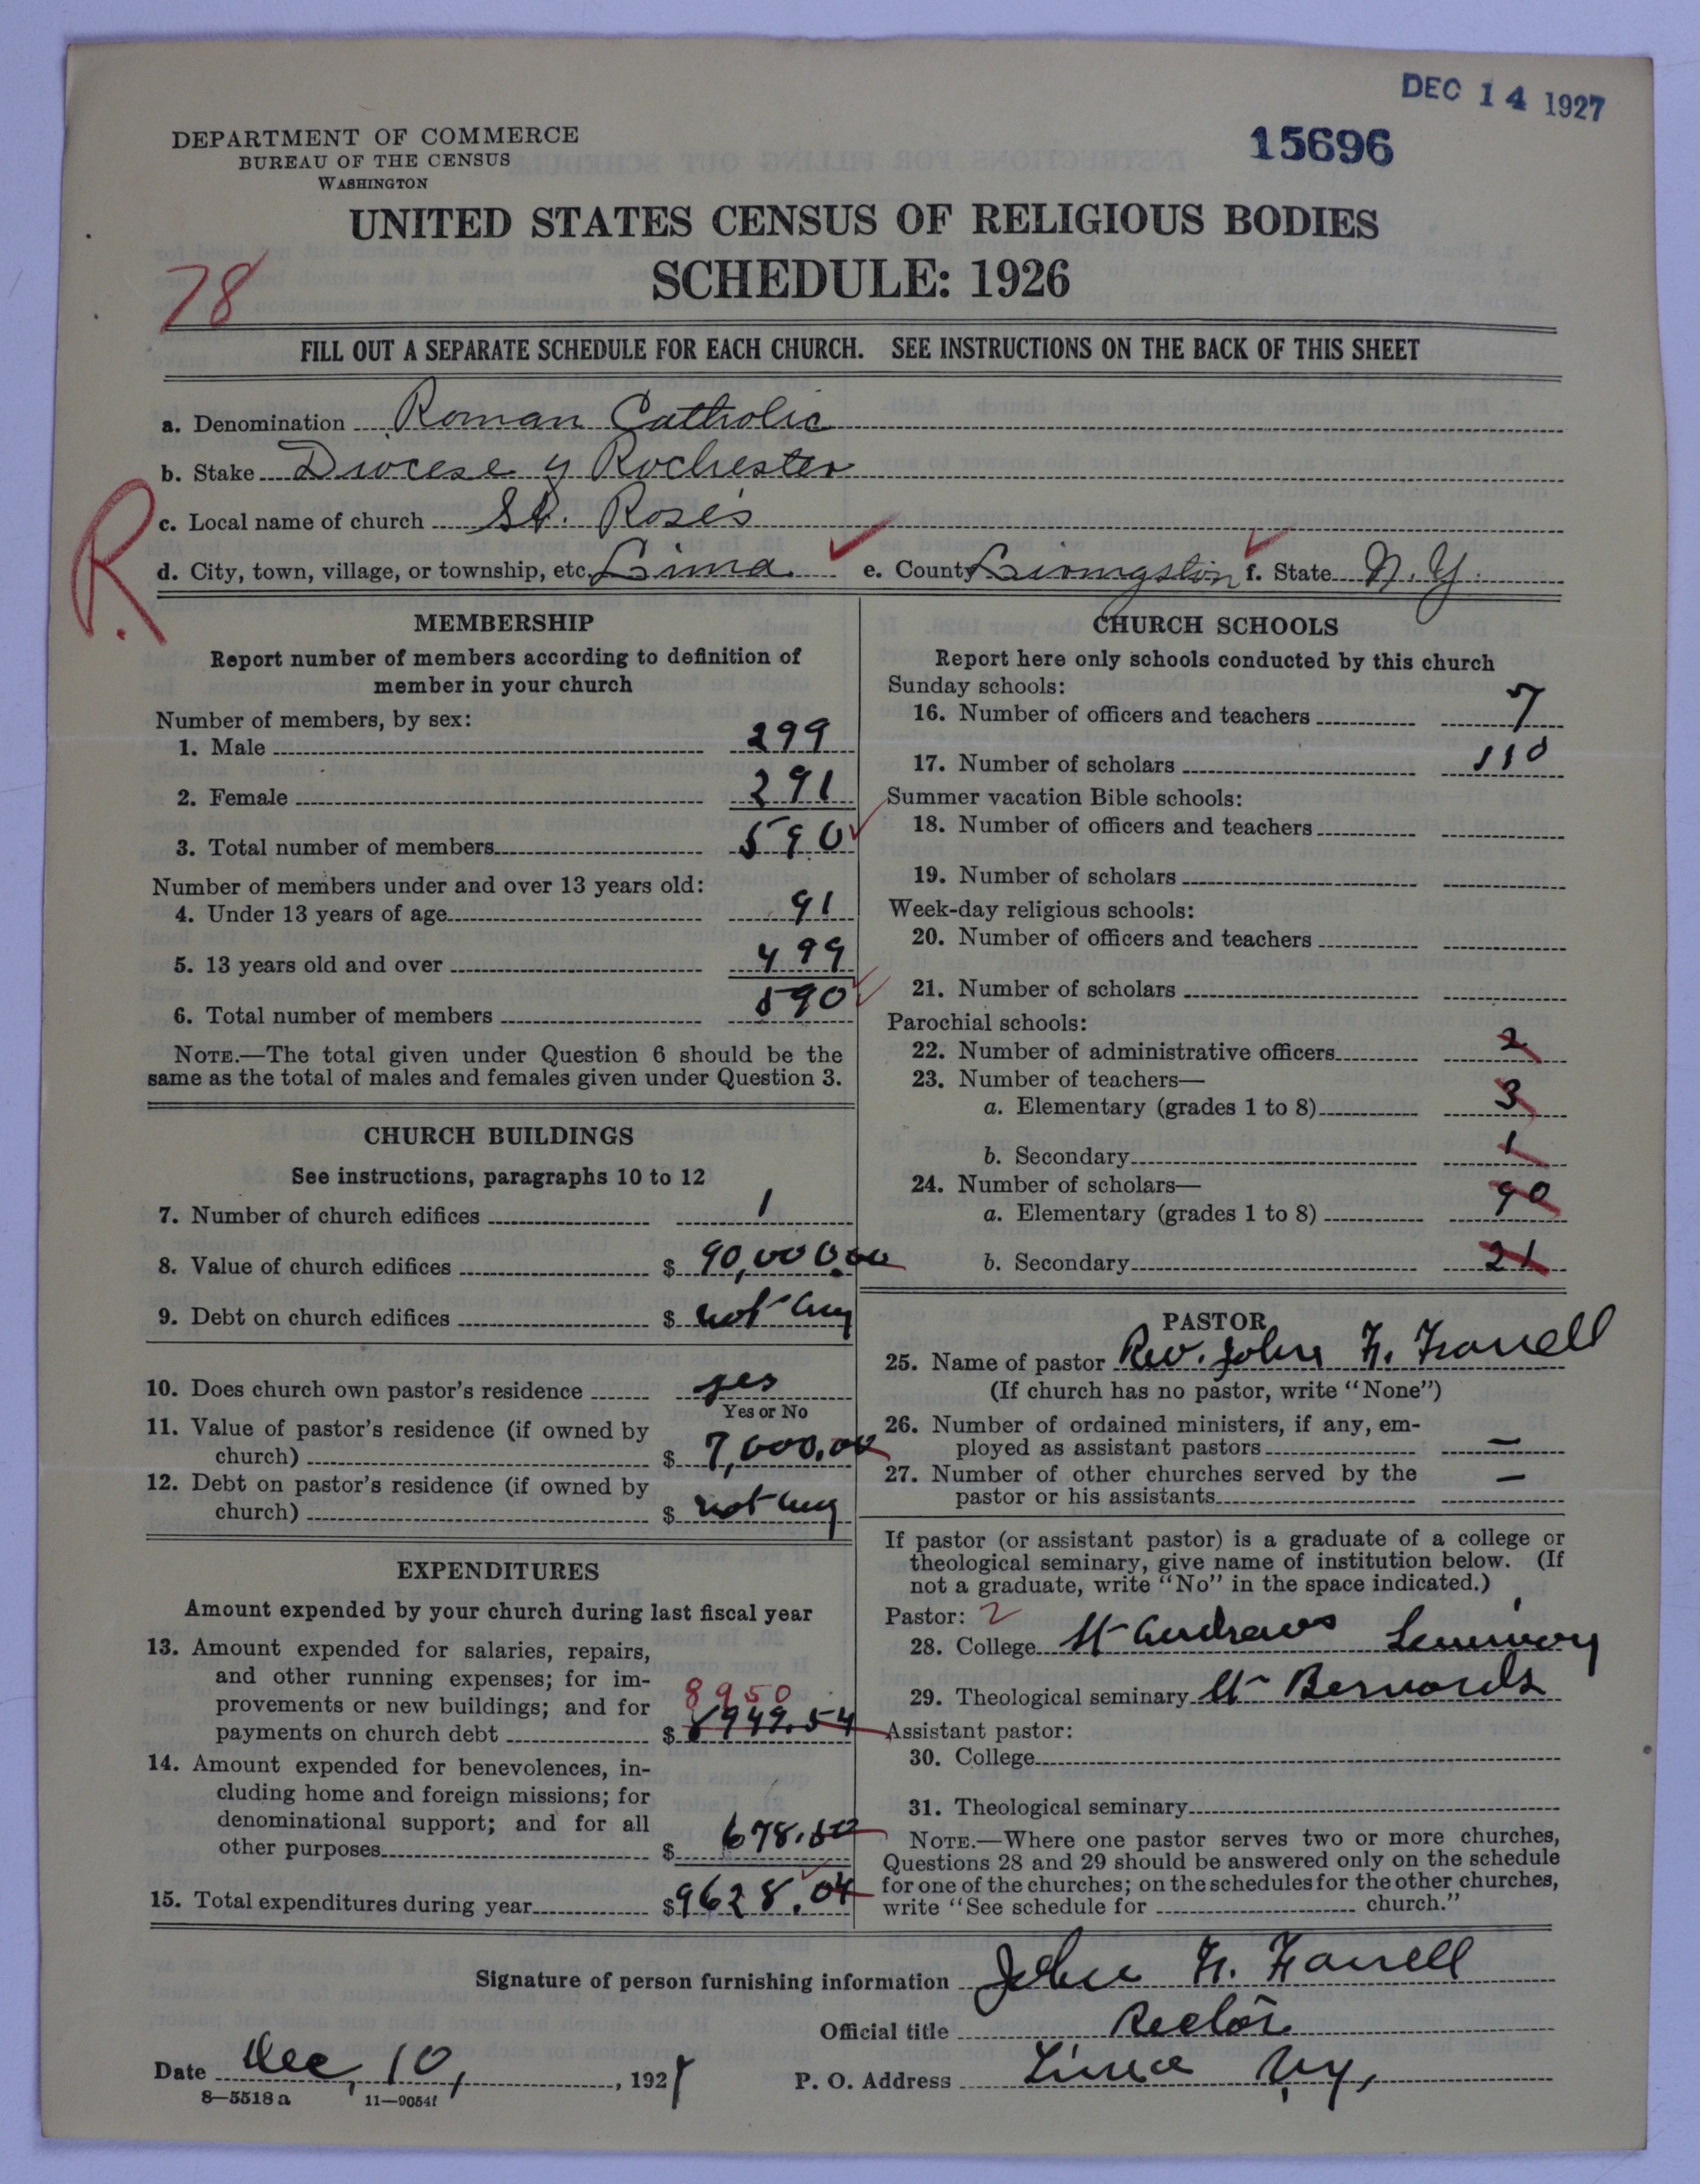 DEC 14 1927
15696
DEPARTMENT OF COMMERCE
BUREAU OF THE CENSUS
WASHINGTON
UNITED STATES CENSUS OF RELIGIOUS BODIES
SCHEDULE: 1926
78
FILL OUT A SEPARATE SCHEDULE FOR EACH CHURCH. SEE INSTRUCTIONS ON THE BACK OF THIS SHEET
a. Denomination Roman Catholic
b. Stake Diocese of Rochester
c. Local name of church St. Rose's
R.
d. City, town, village, or township, etc. Lima e. County Livingston f. State N.Y.
MEMBERSHIP
Report number of members according to definition of
member in your church
Number of members, by sex:
1. Male 299
2. Female 291
3. Total number of members 590
Number of members under and over 13 years old:
4. Under 13 years of age 91
5. 13 years old and over 499
6. Total number of members 590
NOTE.—The total given under Question 6 should be the
same as the total of males and females given under Question 3.
CHURCH BUILDINGS
See instructions, paragraphs 10 to 12
7. Number of church edifices 1
8. Value of church edifices $ 90,000.00
9. Debt on church edifices $ not any
10. Does church own pastor's residence yes
Yes or No
11. Value of pastor's residence (if owned by
church) $ 7,000.00
12. Debt on pastor's residence (if owned by
church) $ not any
EXPENDITURES
Amount expended by your church during last fiscal year
13. Amount expended for salaries, repairs,
and other running expenses; for im-
provements or new buildings; and for 8950
payments on church debt $ 8949.54
14. Amount expended for benevolences, in-
cluding home and foreign missions; for
denominational support; and for all
other purposes $ 678.50
15. Total expenditures during year $9628.04
CHURCH SCHOOLS
Report here only schools conducted by this church
Sunday schools:
16. Number of officers and teachers 7
17. Number of scholars 110
Summer vacation Bible schools:
18. Number of officers and teachers
19. Number of scholars
Week-day religious schools:
20. Number of officers and teachers
21. Number of scholars
Parochial schools:
22. Number of administrative officers 2
23. Number of teachers—
a. Elementary (grades 1 to 8) 3
b. Secondary 1
24. Number of scholars—
a. Elementary (grades 1 to 8) 90
b. Secondary 21
PASTOR
25. Name of pastor Rev. John F. Farrell
(If church has no pastor, write "None")
26. Number of ordained ministers, if any, em-
ployed as assistant pastors —
27. Number of other churches served by the
pastor or his assistants —
If pastor (or assistant pastor) is a graduate of a college or
theological seminary, give name of institution below. (If
not a graduate, write "No" in the space indicated.)
Pastor: 2
28. College St Andrews Seminary
29. Theological seminary St Bernards
Assistant pastor:
30. College
31. Theological seminary
NOTE.—Where one pastor serves two or more churches,
Questions 28 and 29 should be answered only on the schedule
for one of the churches; on the schedules for the other churches,
write "See schedule for church."
Signature of person furnishing information John F. Farrell
Official title Rector
Date Dec, 10, 1927
P. O. Address Lima N.Y.
8—5518 a 11—9054f